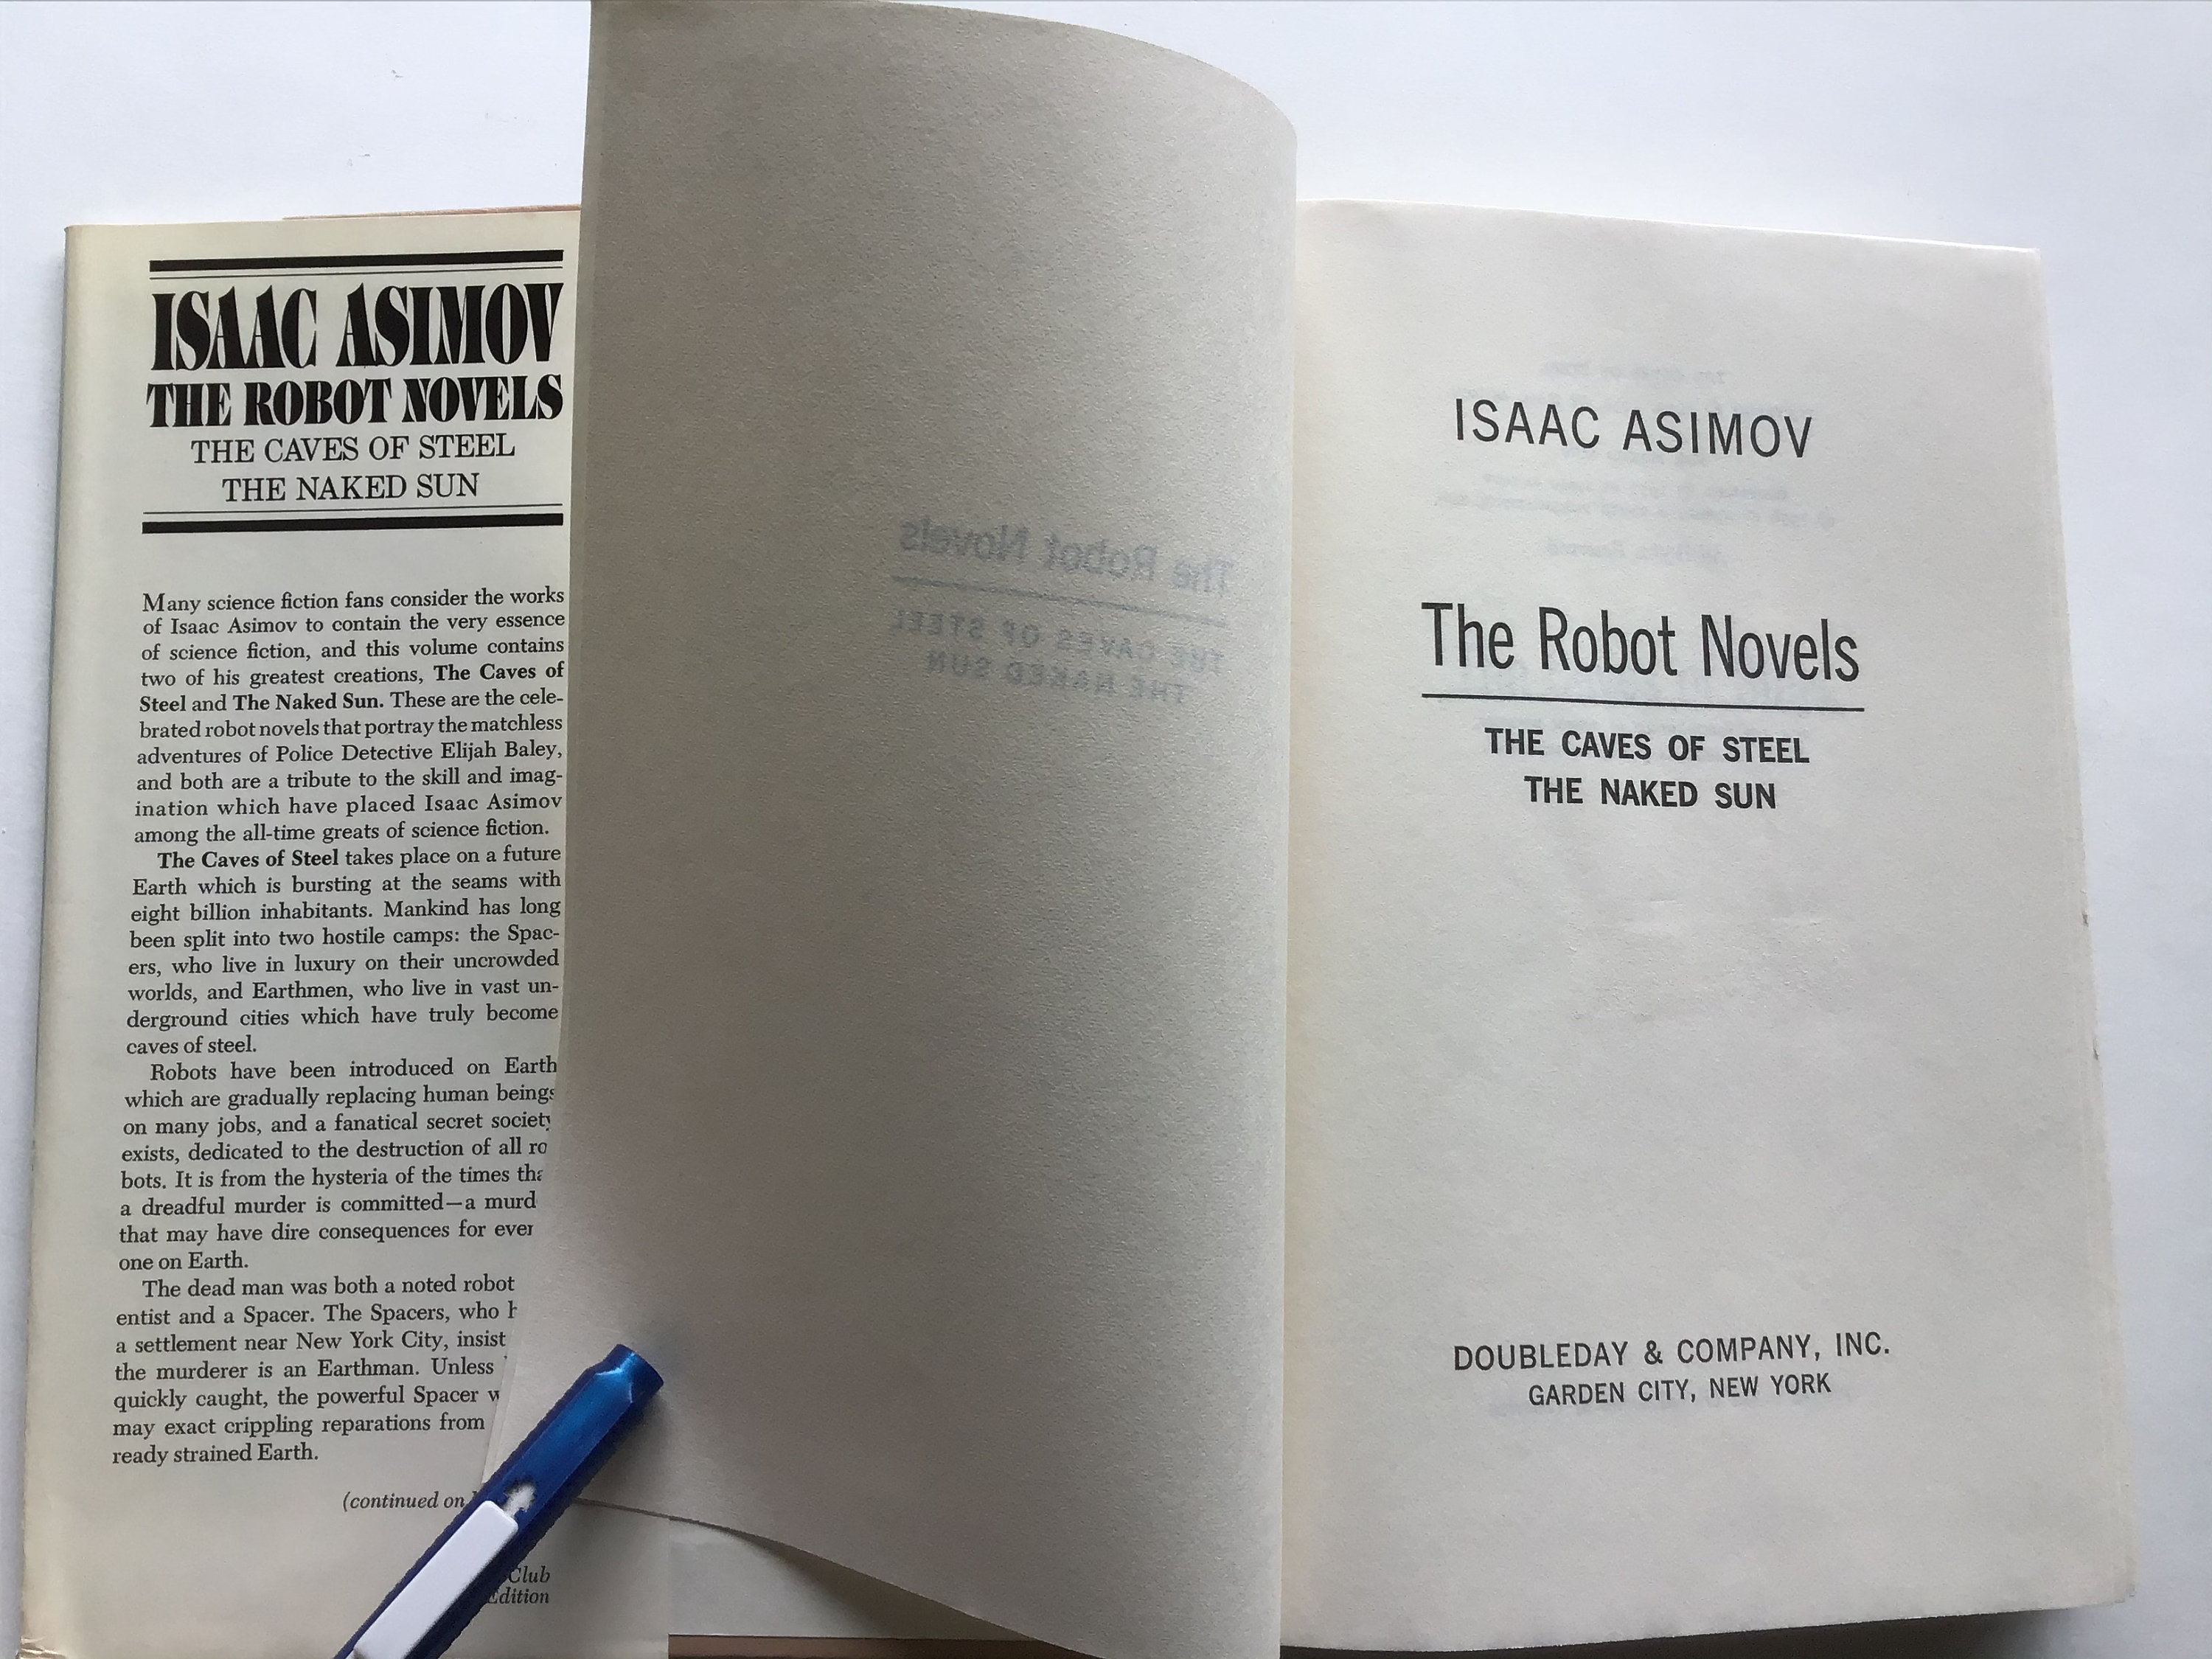 ISAAC ASIMOV
THE ROBOT NOVELS
THE CAVES OF STEEL
THE NAKED SUN
Many science fiction fans consider the works
of Isaac Asimov to contain the very essence
of science fiction, and this volume contains
two of his greatest creations, The Caves of
Steel and The Naked Sun. These are the cele-
brated robot novels that portray the matchless
adventures of Police Detective Elijah Baley,
and both are a tribute to the skill and imag-
ination which have placed Isaac Asimov
among the all-time greats of science fiction.
The Caves of Steel takes place on a future
Earth which is bursting at the seams with
eight billion inhabitants. Mankind has long
been split into two hostile camps: the Spac-
ers, who live in luxury on their uncrowded
worlds, and Earthmen, who live in vast un-
derground cities which have truly become
caves of steel.
Robots have been introduced on Earth
which are gradually replacing human beings
on many jobs, and a fanatical secret society
exists, dedicated to the destruction of all ro
bots. It is from the hysteria of the times tha
a dreadful murder is committed—a murd
that may have dire consequences for ever
one on Earth.
The dead man was both a noted robot
entist and a Spacer. The Spacers, who h
a settlement near New York City, insist
the murderer is an Earthman. Unless
quickly caught, the powerful Spacer w
may exact crippling reparations from
ready strained Earth.
(continued on
Club
Edition
The Robot Novels
THE CAVES OF STEEL
THE NAKED SUN
ISAAC ASIMOV
The Robot Novels
THE CAVES OF STEEL
THE NAKED SUN
DOUBLEDAY & COMPANY, INC.
GARDEN CITY, NEW YORK